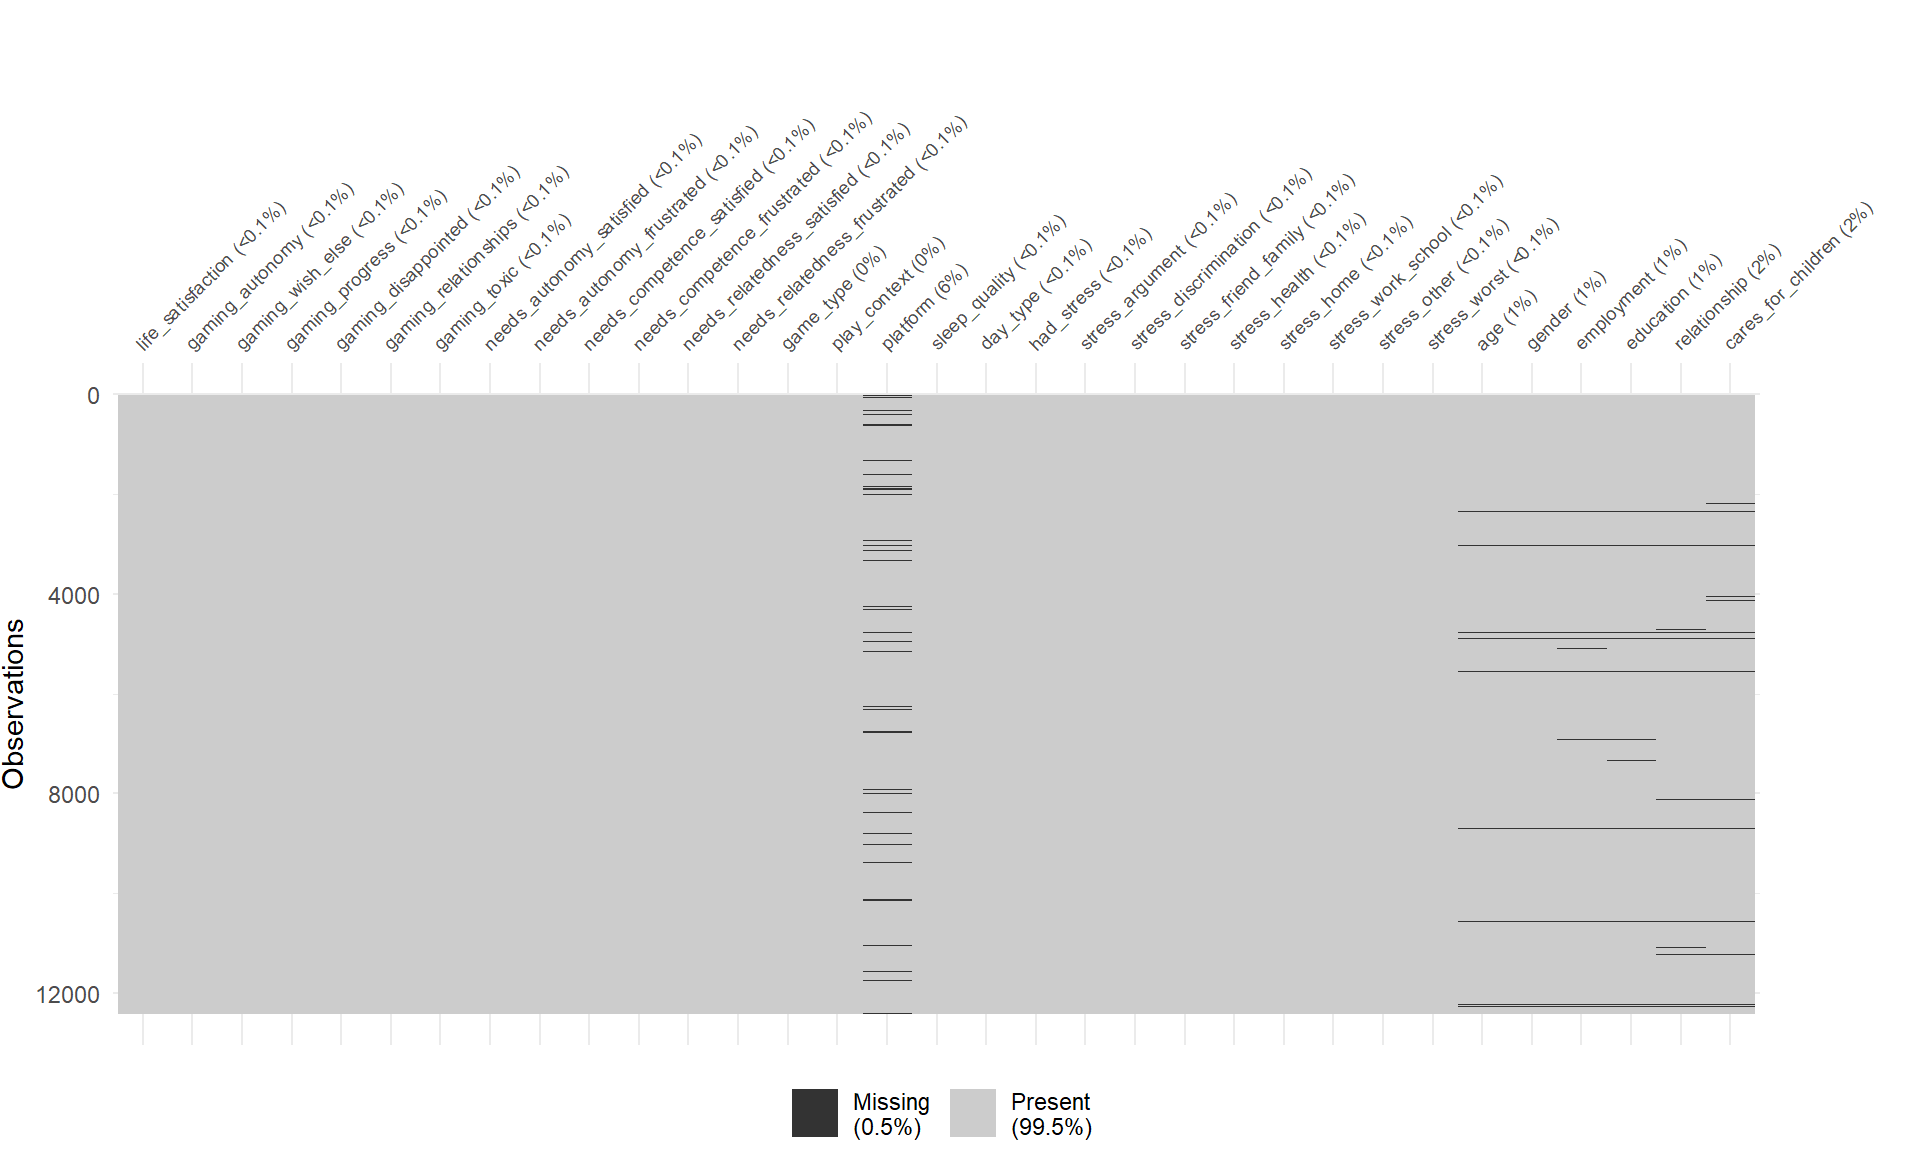 life_satisfaction (<0.1%)
gaming_autonomy (<0.1%)
gaming_wish_else (<0.1%)
gaming_progress (<0.1%)
gaming_disappointed (<0.1%)
gaming_relationships (<0.1%)
gaming_toxic (<0.1%)
needs_autonomy_satisfied (<0.1%)
needs_autonomy_frustrated (<0.1%)
needs_competence_satisfied (<0.1%)
needs_competence_frustrated (<0.1%)
needs_relatedness_satisfied (<0.1%)
needs_relatedness_frustrated (<0.1%)
game_type (0%)
play_context (0%)
platform (6%)
sleep_quality (<0.1%)
day_type (<0.1%)
had_stress (<0.1%)
stress_argument (<0.1%)
stress_discrimination (<0.1%)
stress_friend_family (<0.1%)
stress_health (<0.1%)
stress_home (<0.1%)
stress_work_school (<0.1%)
stress_other (<0.1%)
stress_worst (<0.1%)
age (1%)
gender (1%)
employment (1%)
education (1%)
relationship (2%)
cares_for_children (2%)
0
4000
8000
12000
Observations
Missing
(0.5%)
Present
(99.5%)